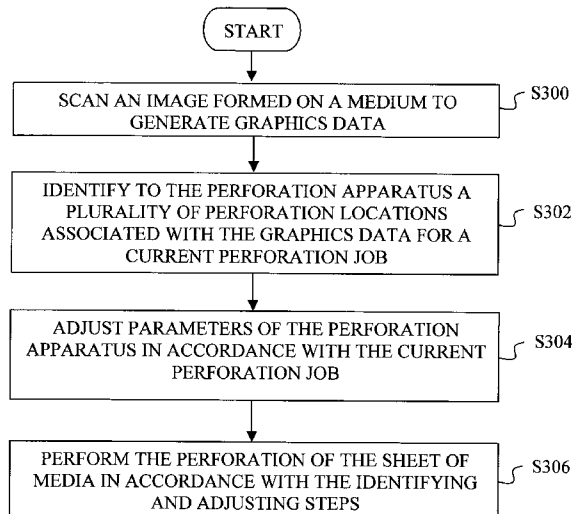 START
SCAN AN IMAGE FORMED ON A MEDIUM TO
GENERATE GRAPHICS DATA
S300
IDENTIFY TO THE PERFORATION APPARATUS A
PLURALITY OF PERFORATION LOCATIONS
ASSOCIATED WITH THE GRAPHICS DATA FOR A
CURRENT PERFORATION JOB
S302
ADJUST PARAMETERS OF THE PERFORATION
APPARATUS IN ACCORDANCE WITH THE CURRENT
PERFORATION JOB
S304
PERFORM THE PERFORATION OF THE SHEET OF
MEDIA IN ACCORDANCE WITH THE IDENTIFYING
AND ADJUSTING STEPS
S306